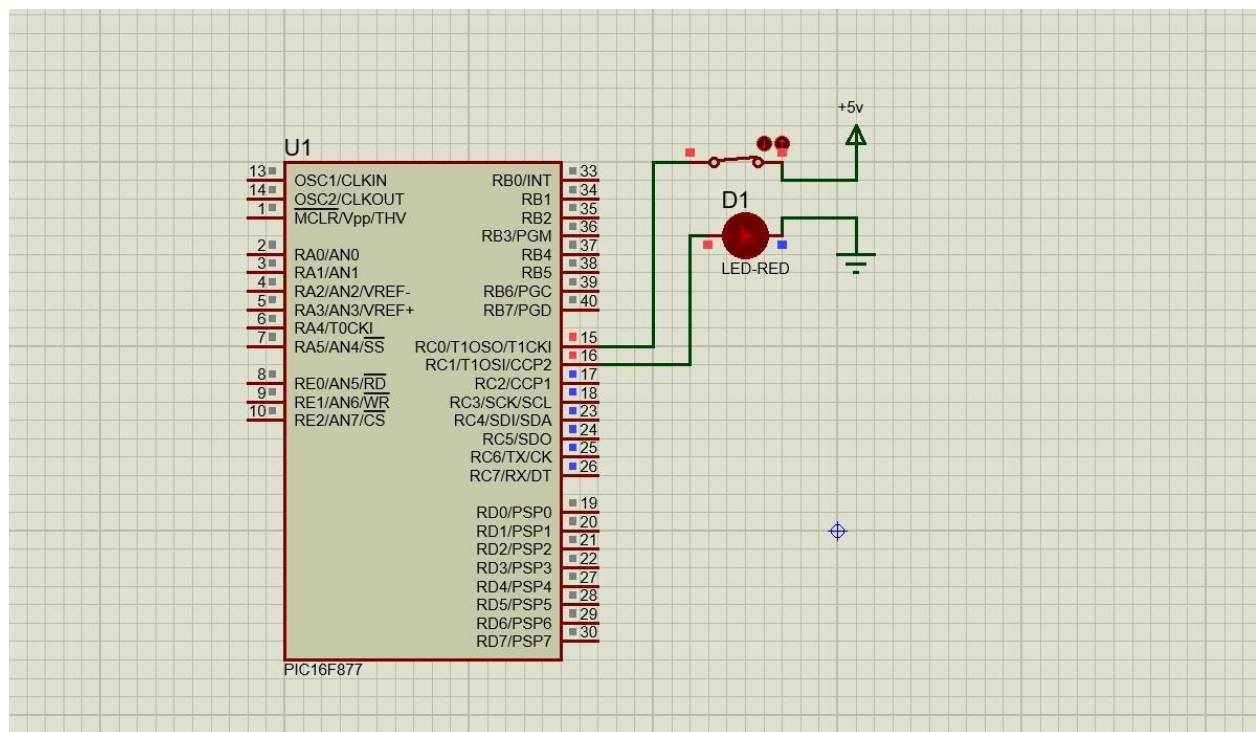 +5v
U1
13
OSC1/CLKIN
14
OSC2/CLKOUT
1
MCLR/Vpp/THV
2
RA0/AN0
3
RA1/AN1
4
RA2/AN2/VREF-
5
RA3/AN3/VREF+
6
RA4/T0CKI
7
RA5/AN4/SS
8
RE0/AN5/RD
9
RE1/AN6/WR
10
RE2/AN7/CS
RB0/INT
33
RB1
34
RB2
35
RB3/PGM
36
RB4
37
RB5
38
RB6/PGC
39
RB7/PGD
40
RC0/T1OSO/T1CKI
15
RC1/T1OSI/CCP2
16
RC2/CCP1
17
RC3/SCK/SCL
18
RC4/SDI/SDA
23
RC5/SDO
24
RC6/TX/CK
25
RC7/RX/DT
26
RD0/PSP0
19
RD1/PSP1
20
RD2/PSP2
21
RD3/PSP3
22
RD4/PSP4
27
RD5/PSP5
28
RD6/PSP6
29
RD7/PSP7
30
PIC16F877
D1
LED-RED